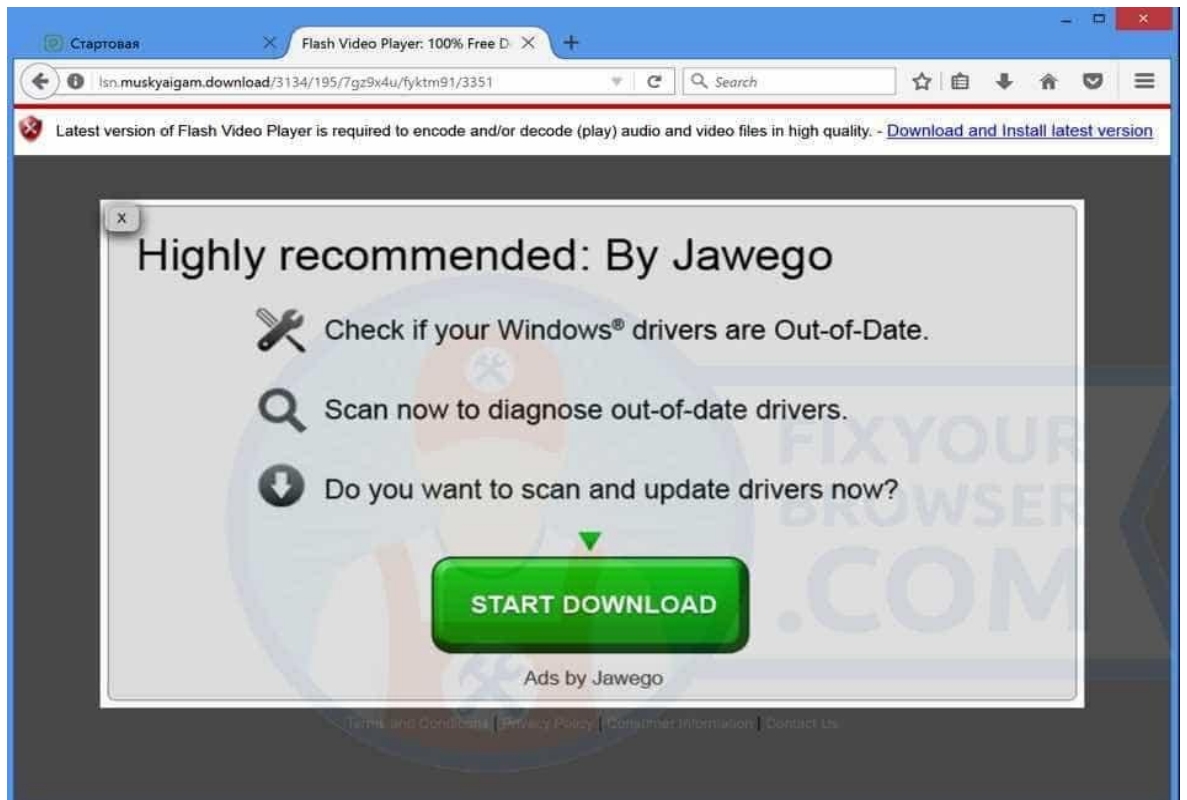 Стартовая
Flash Video Player: 100% Free D
lsn.muskyaigam.download/3134/195/7gz9x4u/fyktm91/3351
Search
Latest version of Flash Video Player is required to encode and/or decode (play) audio and video files in high quality. - Download and Install latest version
x
Highly recommended: By Jawego
Check if your Windows® drivers are Out-of-Date.
Scan now to diagnose out-of-date drivers.
Do you want to scan and update drivers now?
START DOWNLOAD
Ads by Jawego
Terms and Conditions | Privacy Policy | Consumer Information | Contact Us
FIXYOUR
BROWSER
.COM